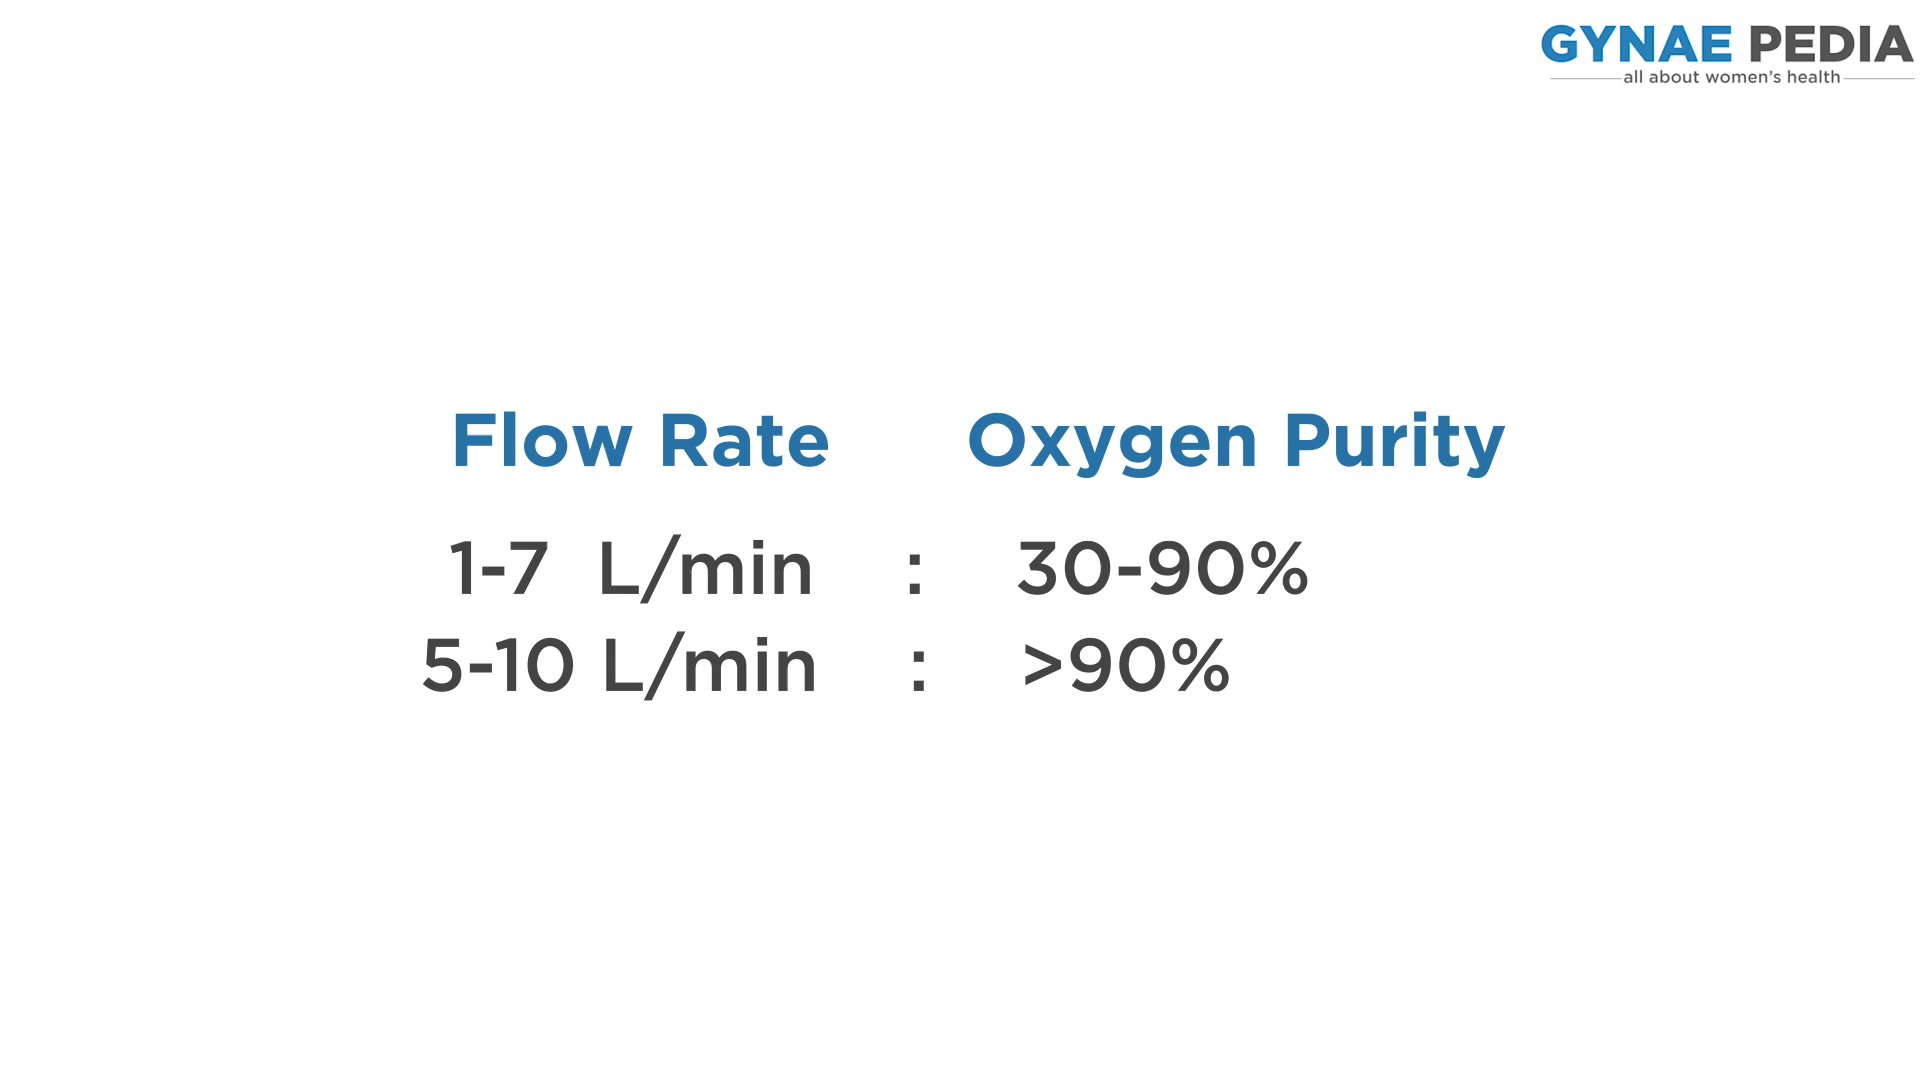 GYNAE PEDIA
all about women's health
Flow Rate Oxygen Purity
1-7 L/min : 30-90%
5-10 L/min : >90%